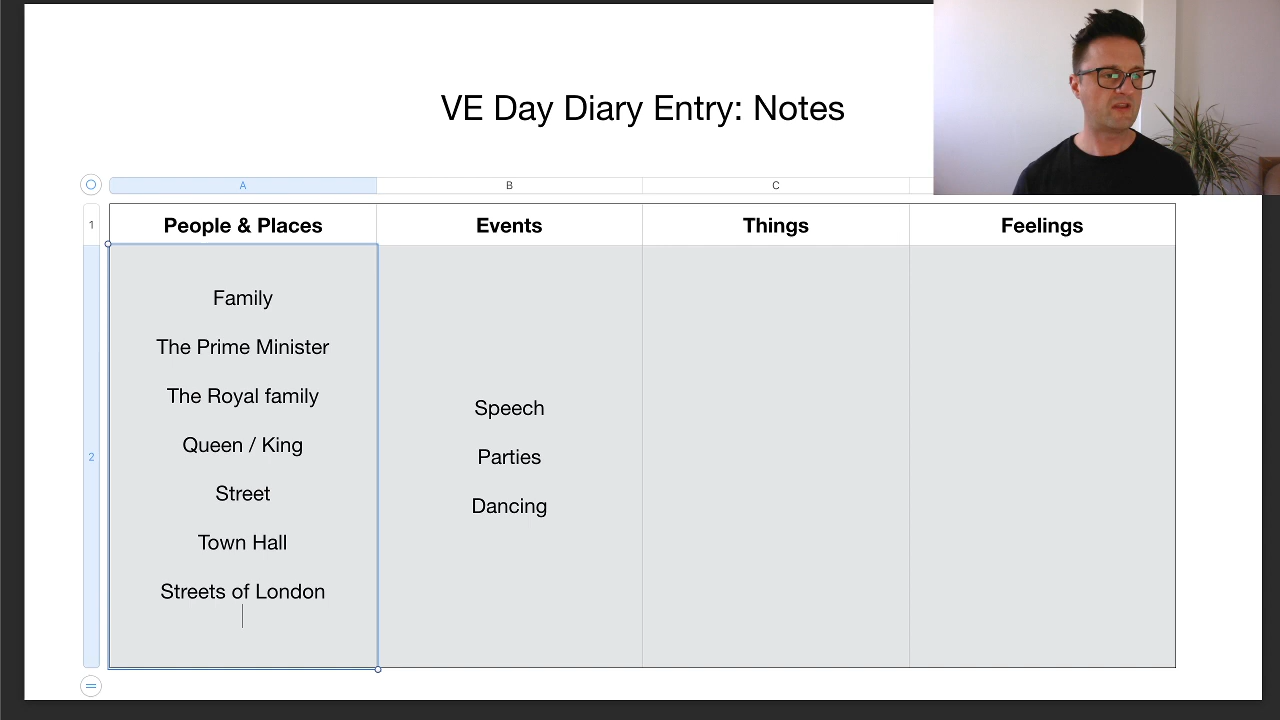 VE Day Diary Entry: Notes
A
B
C
1
People & Places
Events
Things
Feelings
2
Family
The Prime Minister
The Royal family
Queen / King
Street
Town Hall
Streets of London
Speech
Parties
Dancing